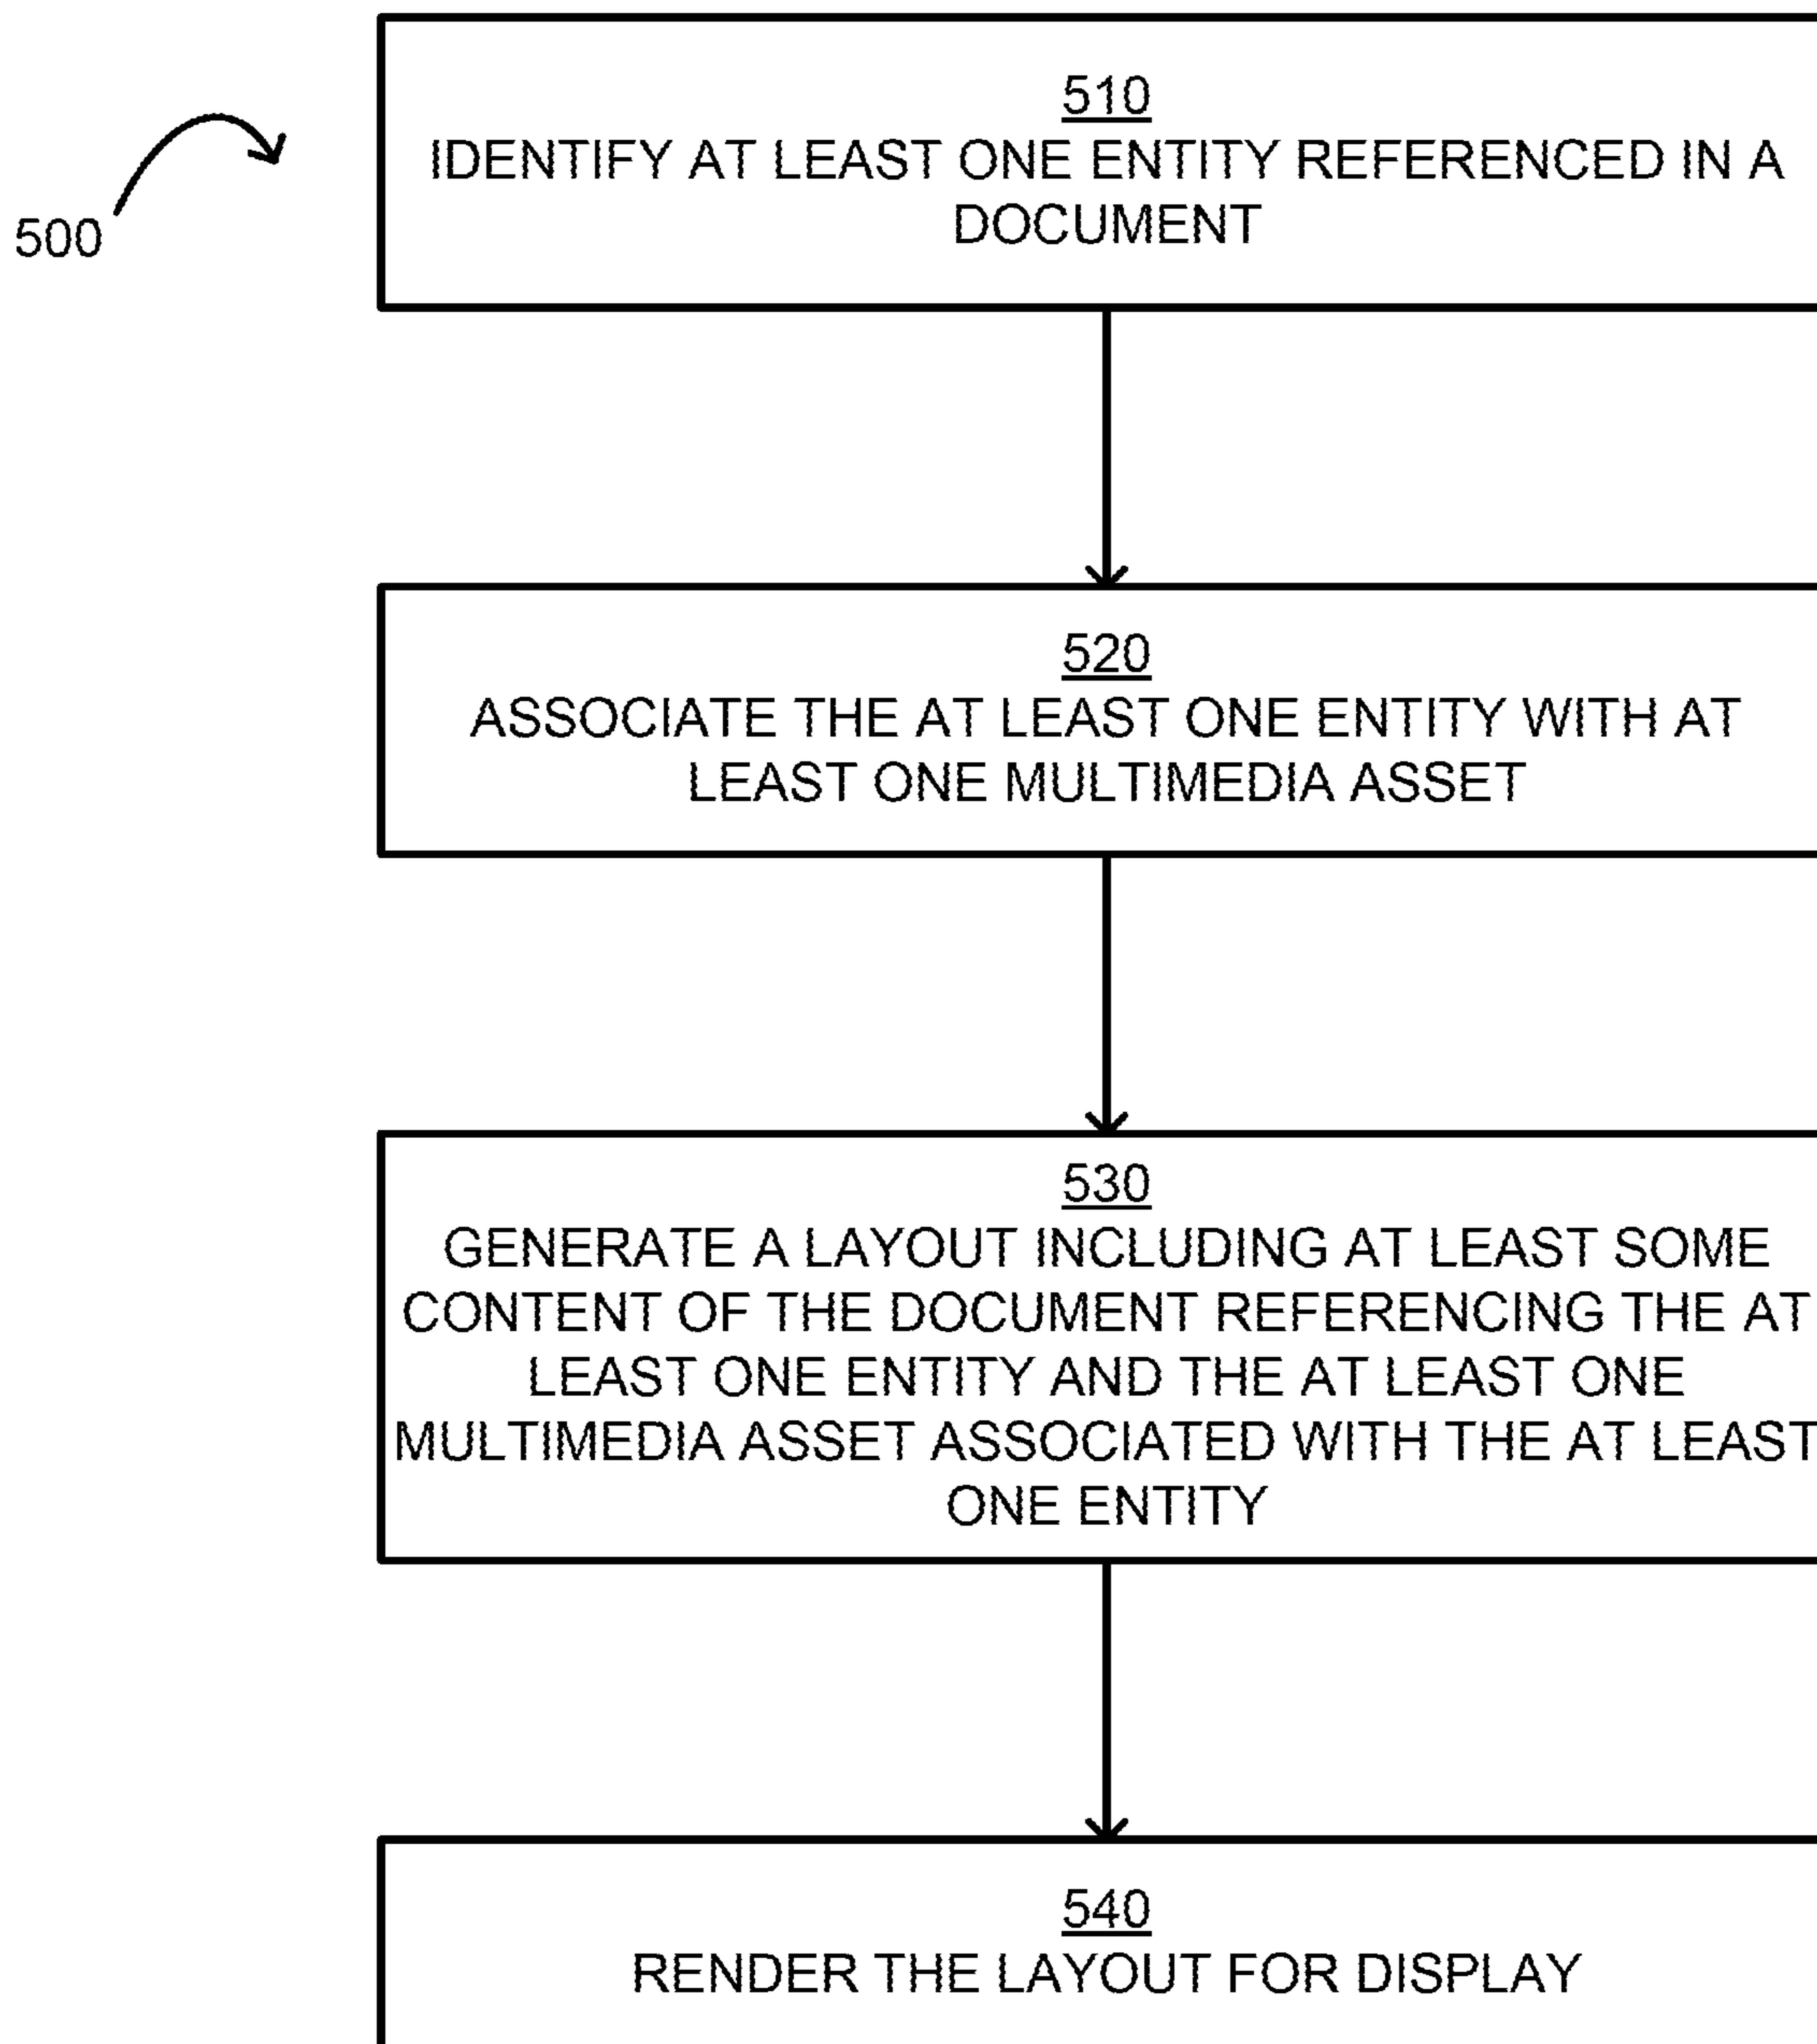 510
IDENTIFY AT LEAST ONE ENTITY REFERENCED IN A
DOCUMENT
500
520
ASSOCIATE THE AT LEAST ONE ENTITY WITH AT
LEAST ONE MULTIMEDIA ASSET
530
GENERATE A LAYOUT INCLUDING AT LEAST SOME
CONTENT OF THE DOCUMENT REFERENCING THE AT
LEAST ONE ENTITY AND THE AT LEAST ONE
MULTIMEDIA ASSET ASSOCIATED WITH THE AT LEAST
ONE ENTITY
540
RENDER THE LAYOUT FOR DISPLAY